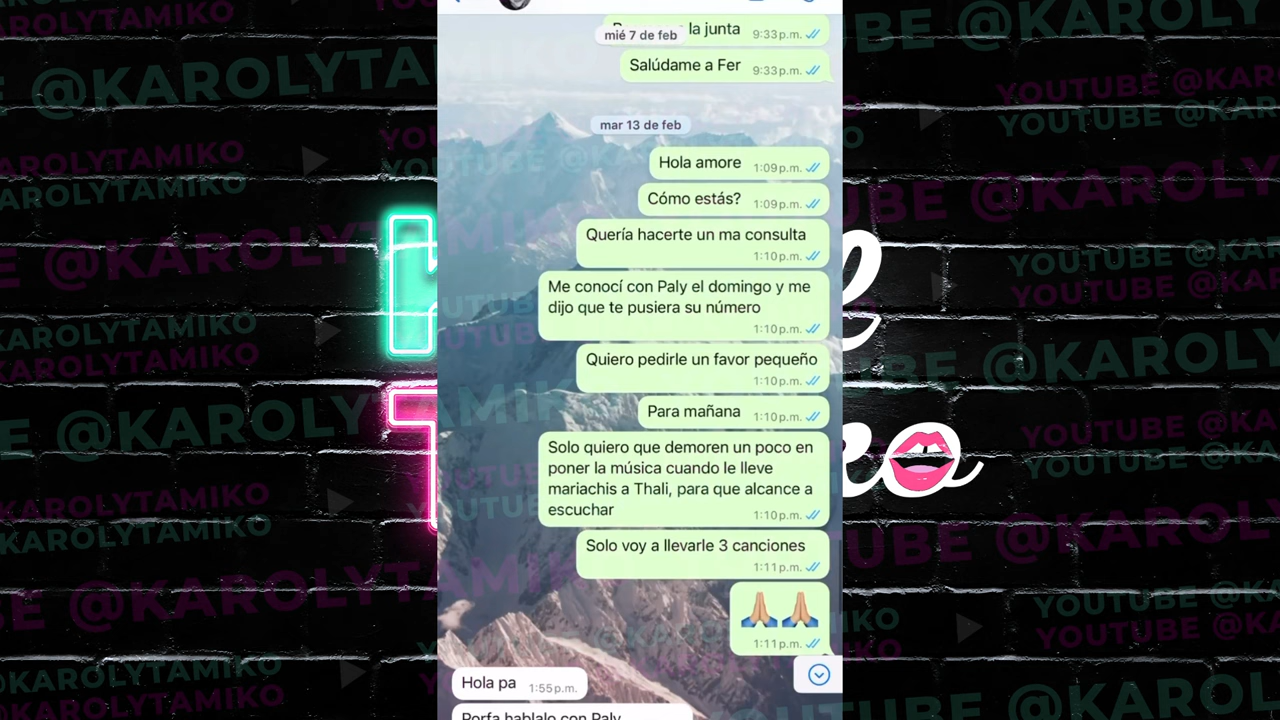 la junta 9:33 p.m.
mié 7 de feb
Salúdame a Fer 9:33 p.m.
mar 13 de feb
Hola amore 1:09 p.m.
Cómo estás? 1:09 p.m.
Quería hacerte un ma consulta
1:10 p.m.
Me conocí con Paly el domingo y me
dijo que te pusiera su número
1:10 p.m.
Quiero pedirle un favor pequeño
1:10 p.m.
Para mañana 1:10 p.m.
Solo quiero que demoren un poco en
poner la música cuando le lleve
mariachis a Thali, para que alcance a
escuchar 1:10 p.m.
Solo voy a llevarle 3 canciones
1:11 p.m.
1:11 p.m.
Hola pa 1:55 p.m.
Porfa hablalo con Paly
YOUTUBE @KAROLYTAMIKO